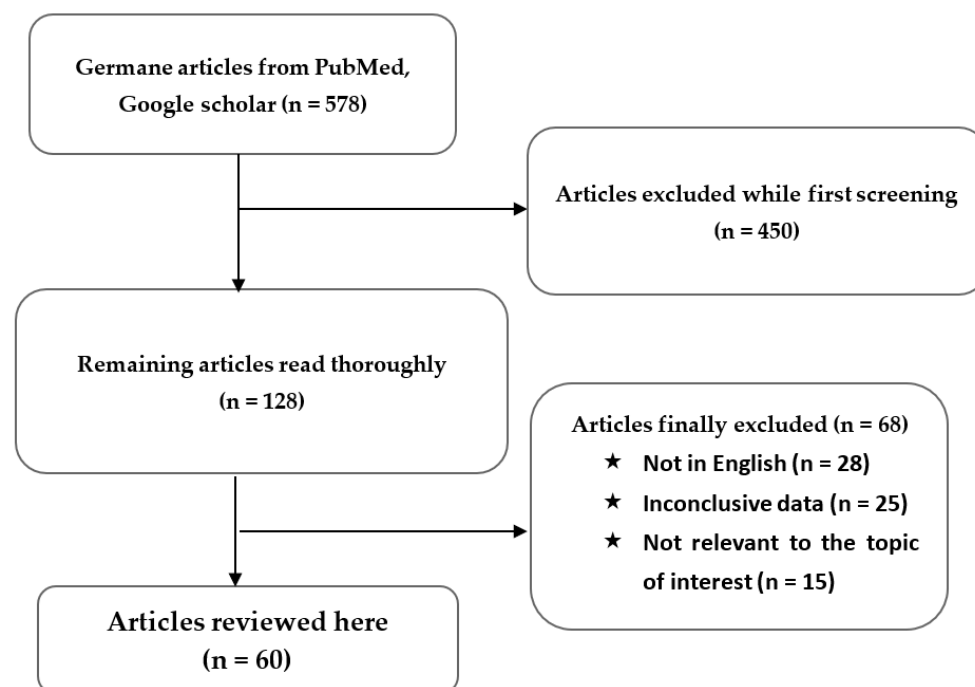 Germane articles from PubMed,
Google scholar (n = 578)
Articles excluded while first screening
(n = 450)
Remaining articles read thoroughly
(n = 128)
Articles finally excluded (n = 68)
★ Not in English (n = 28)
★ Inconclusive data (n = 25)
★ Not relevant to the topic
of interest (n = 15)
Articles reviewed here
(n = 60)